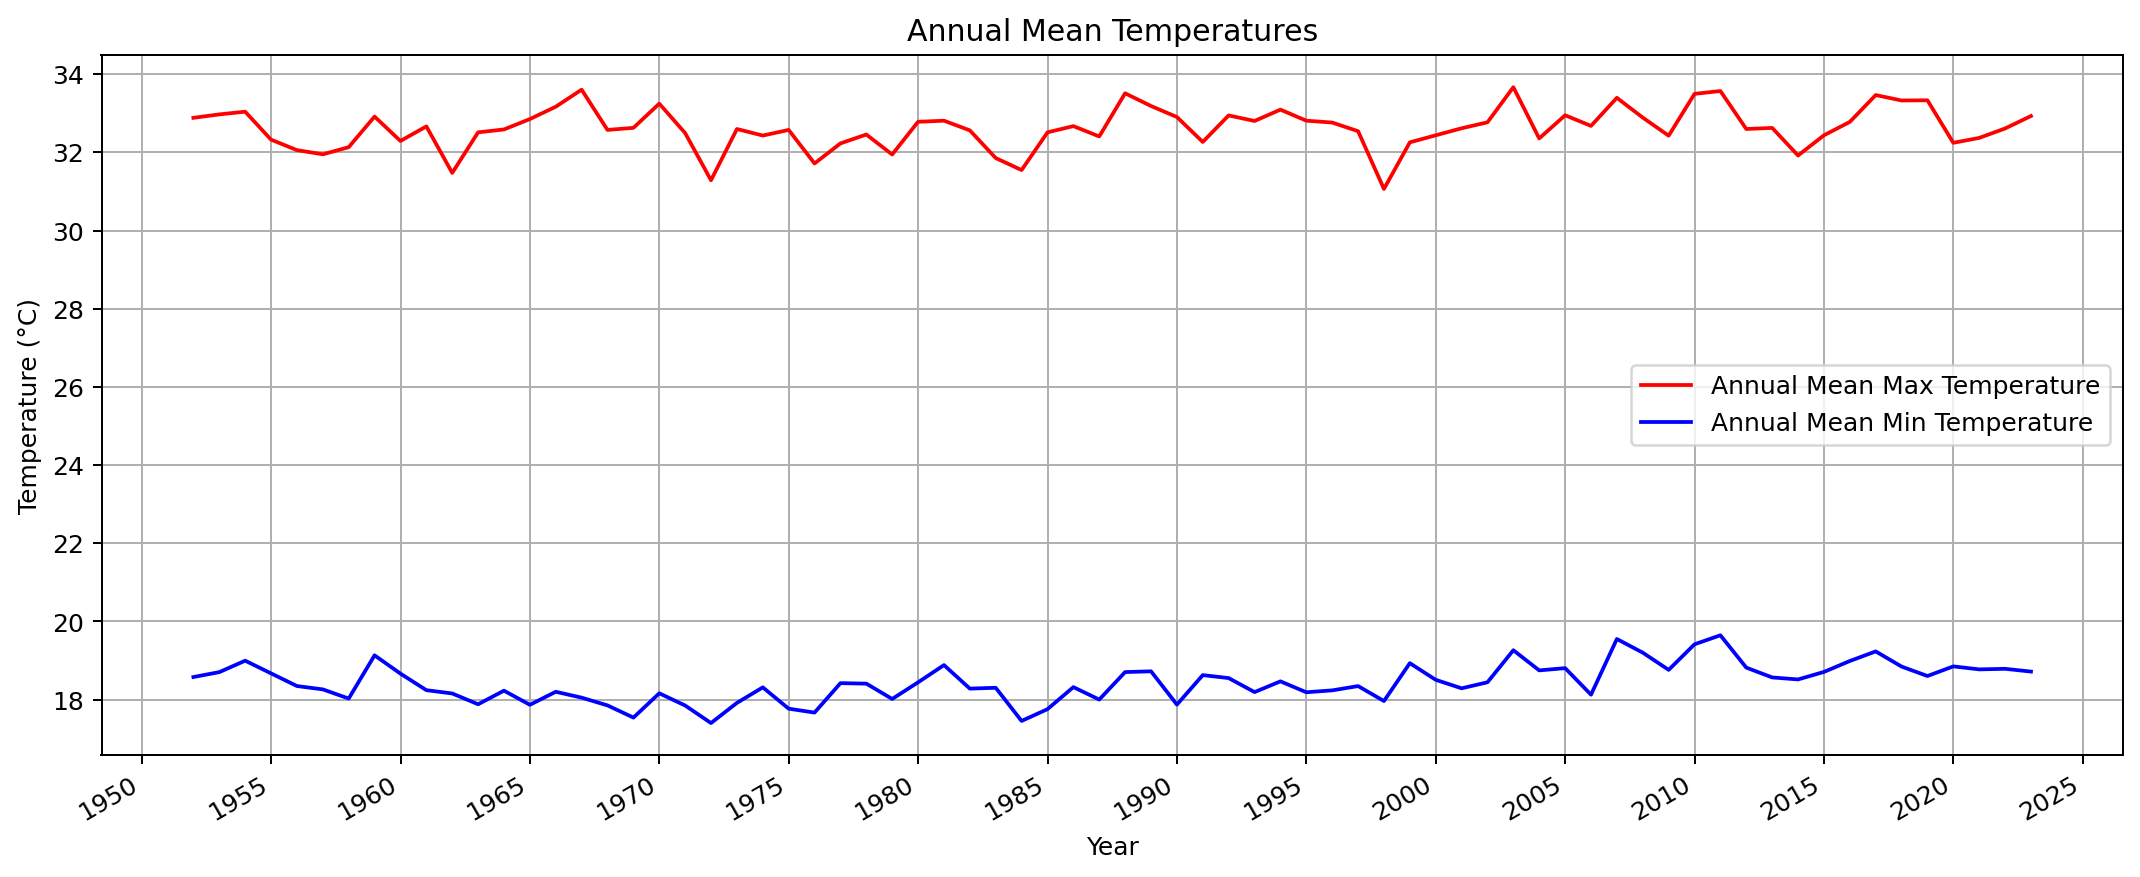 Annual Mean Temperatures
34
32
30
28
26
24
22
20
18
Temperature (°C)
Annual Mean Max Temperature
Annual Mean Min Temperature
1950 1955 1960 1965 1970 1975 1980 1985 1990 1995 2000 2005 2010 2015 2020 2025
Year